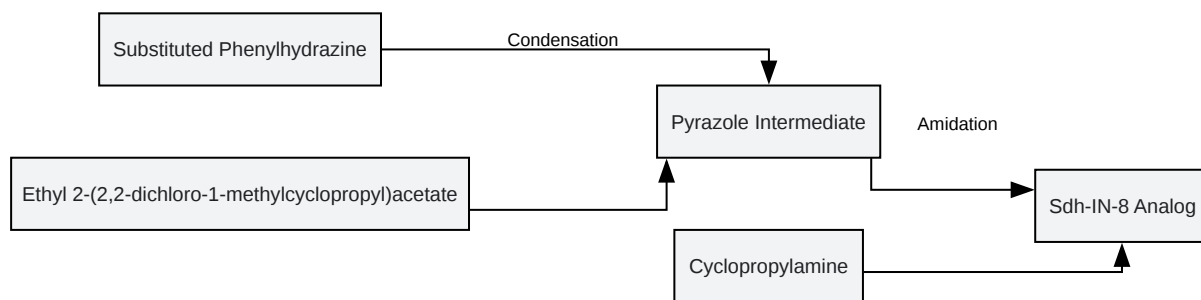 Substituted Phenylhydrazine
Condensation
Pyrazole Intermediate
Amidation
Ethyl 2-(2,2-dichloro-1-methylcyclopropyl)acetate
Sdh-IN-8 Analog
Cyclopropylamine